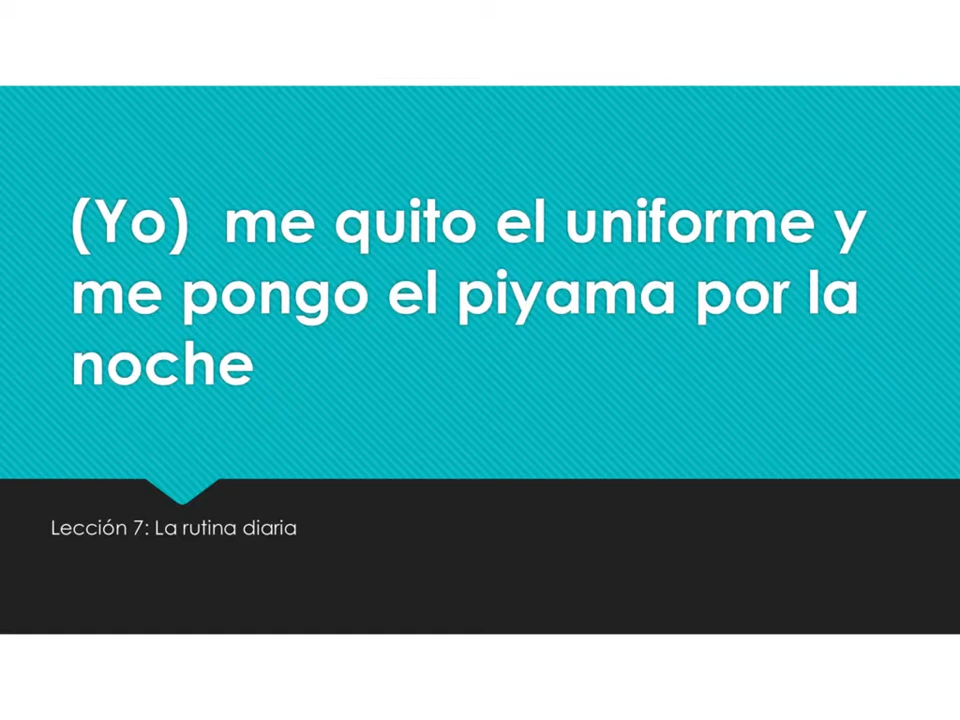 (Yo) me quito el uniforme y
me pongo el piyama por la
noche
Lección 7: La rutina diaria